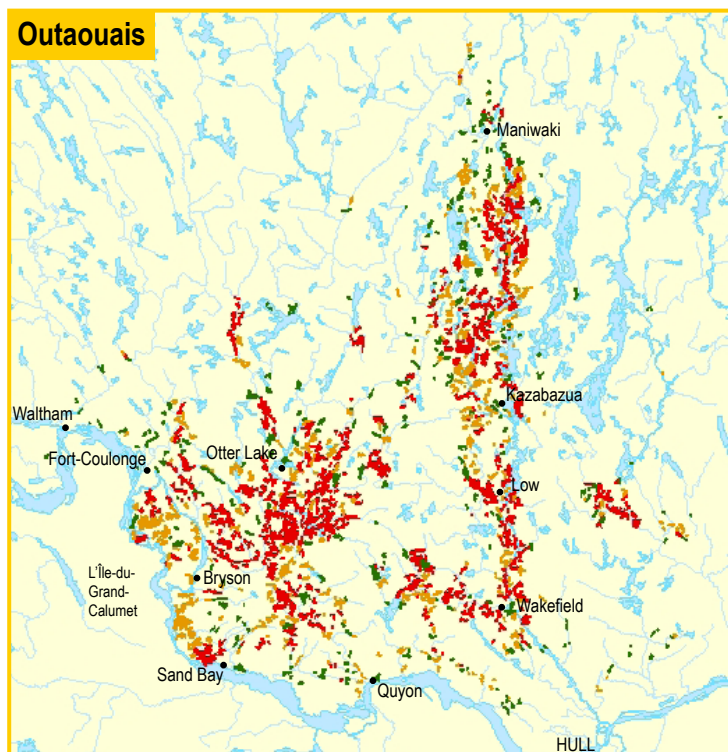 Outaouais
Maniwaki
Kazabazua
Waltham
Otter Lake
Fort-Coulonge
Low
L'Île-du-
Grand-
Calumet
Bryson
Wakefield
Sand Bay
Quyon
HULL